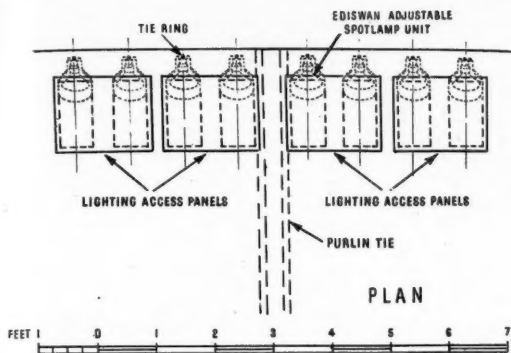 TIE RING
EDISWAN ADJUSTABLE
SPOTLAMP UNIT
LIGHTING ACCESS PANELS
LIGHTING ACCESS PANELS
PURLIN TIE
PLAN
FEET 1 0 1 2 3 4 5 6 7